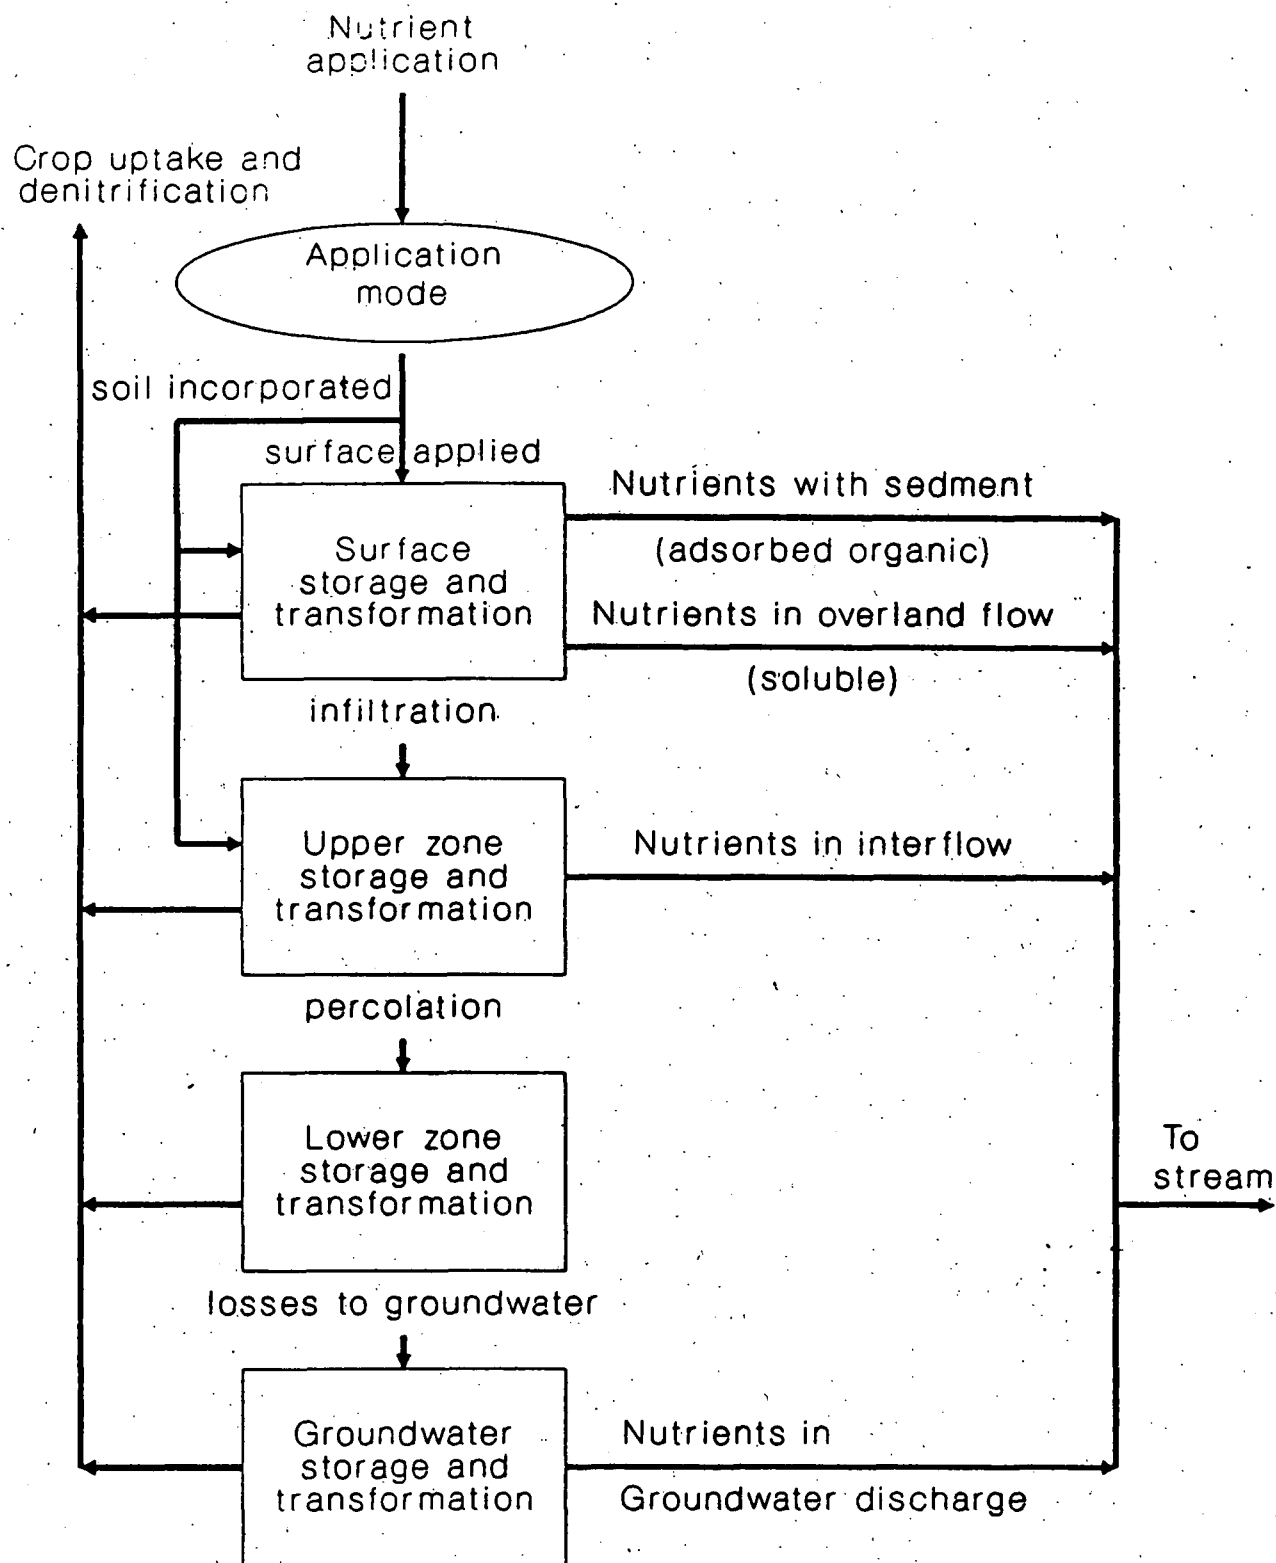 Nutrient
application
Crop uptake and
denitrification
Application
mode
soil incorporated
surface applied
Nutrients with sedment
(adsorbed organic)
Surface
storage and
transformation
Nutrients in overland flow
(soluble)
infiltration
Upper zone
storage and
transformation
Nutrients in interflow
percolation
Lower zone
storage and
transformation
To
stream
losses to groundwater
Groundwater
storage and
transformation
Nutrients in
Groundwater discharge